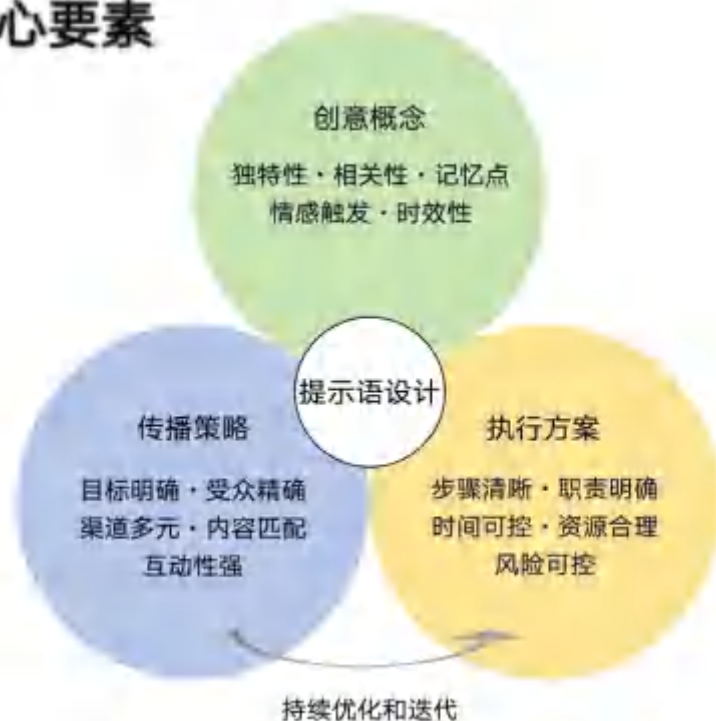 心要素
创意概念
独特性・相关性・记忆点
情感触发・时效性
提示语设计
传播策略
目标明确・受众精确
渠道多元・内容匹配
互动性强
执行方案
步骤清晰・职责明确
时间可控・资源合理
风险可控
持续优化和迭代